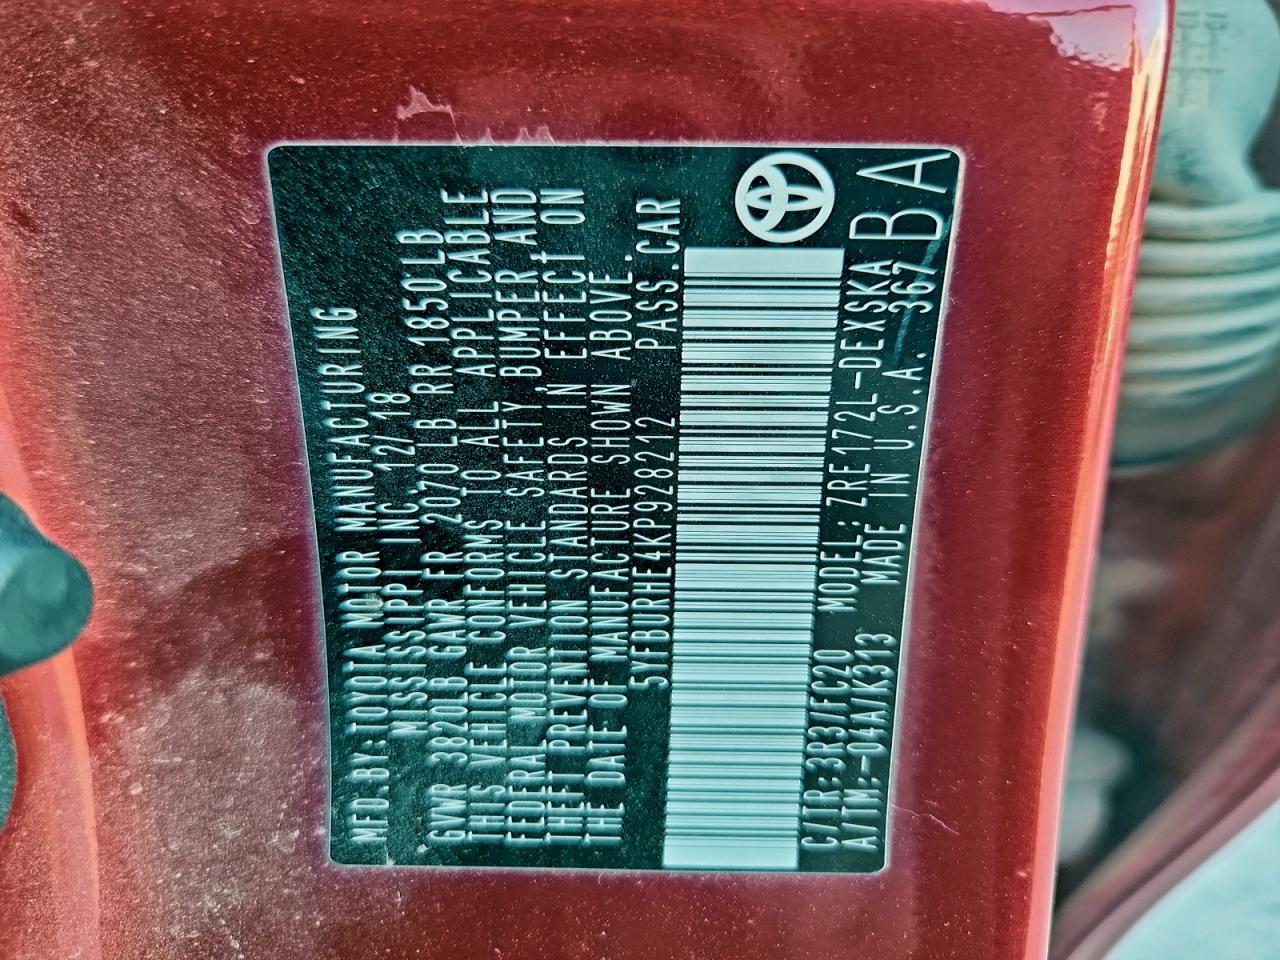 MFD.BY:TOYOTA MOTOR MANUFACTURING
MISSISSIPPI INC. 12/18
GVWR 3820LB GAWR FR 2070 LB RR 1850LB
THIS VEHICLE CONFORMS TO ALL APPLICABLE
FEDERAL MOTOR VEHICLE SAFETY, BUMPER AND
THEFT PREVENTION STANDARDS IN EFFECT ON
THE DATE OF MANUFACTURE SHOWN ABOVE.
5YFBURHE4KP928212 PASS.CAR
C/TR:3R3/FC20 MODEL:ZRE172L-DEXSKA
A/TM:-04A/K313 MADE IN U.S.A. 367
BA